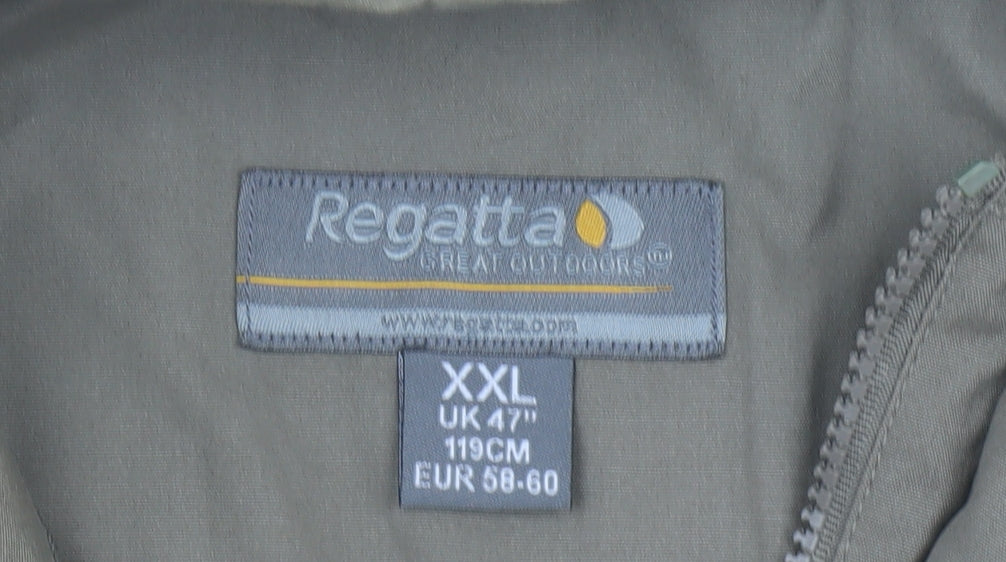 Regatta
GREAT OUTDOORS
www.regatta.com
XXL
UK 47"
119CM
EUR 58-60